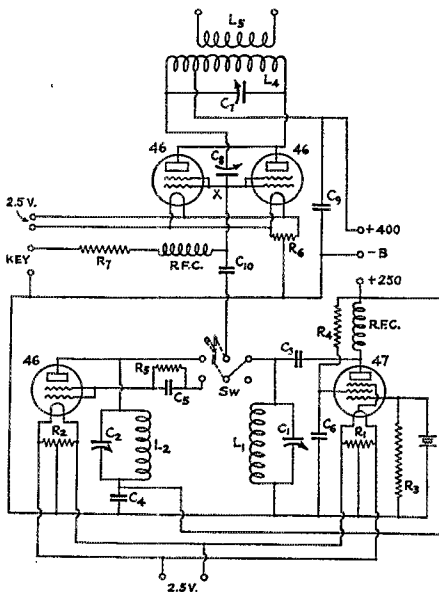 L5
L4
C7
46
C8
46
X
C9
2.5 V.
+400
R6
KEY
R7
R.F.C.
-B
C10
+250
R4
R.F.C.
46
R5
C3
47
C5
SW
R2
C2
L2
L1
C1
C6
R1
C4
R3
2.5V.